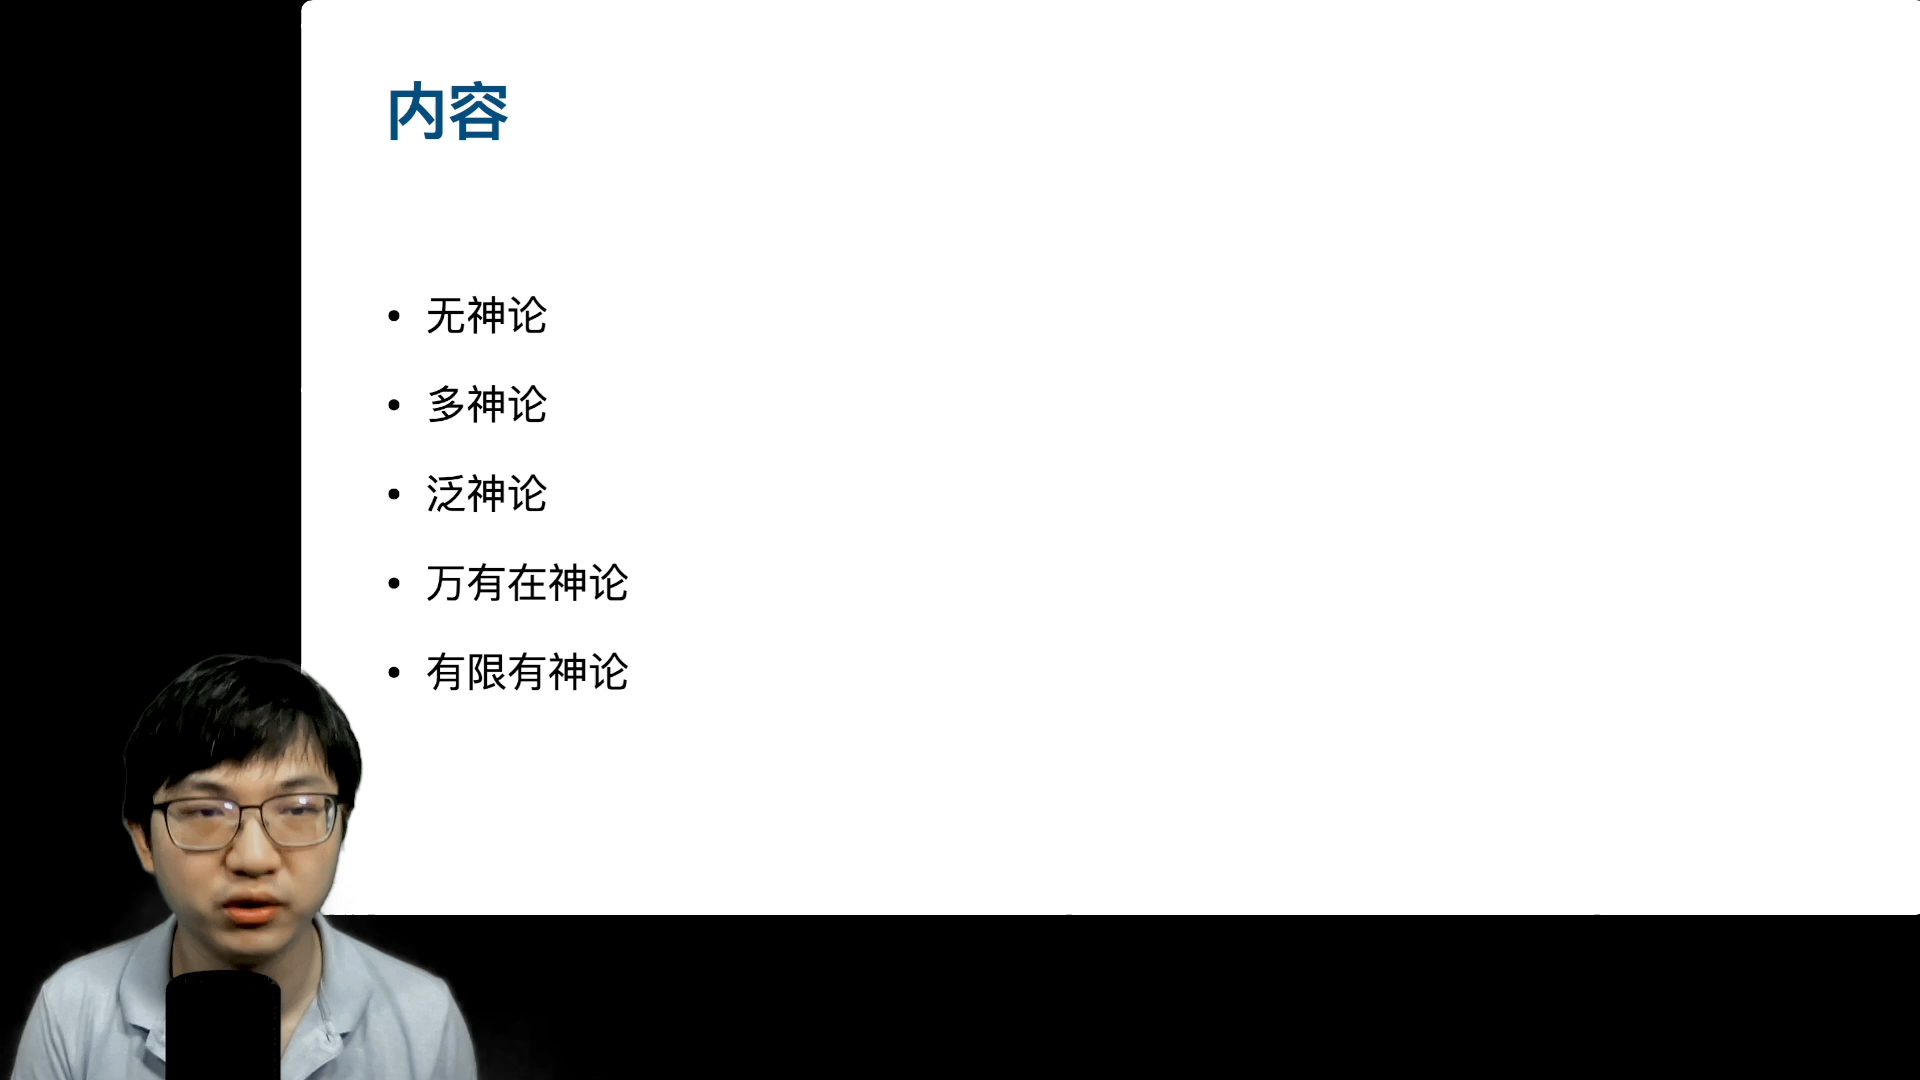 内容
• 无神论
• 多神论
• 泛神论
• 万有在神论
• 有限有神论